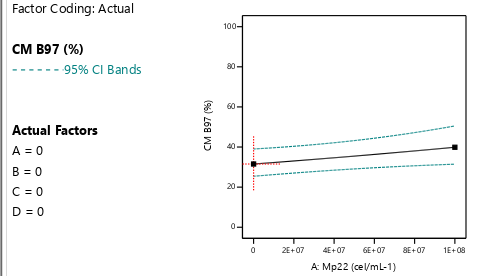 Factor Coding: Actual
CM B97 (%)
95% CI Bands
Actual Factors
A = 0
B = 0
C = 0
D = 0
CM B97 (%)
100
80
60
40
20
0
0 2E+07 4E+07 6E+07 8E+07 1E+08
A: Mp22 (cel/mL-1)